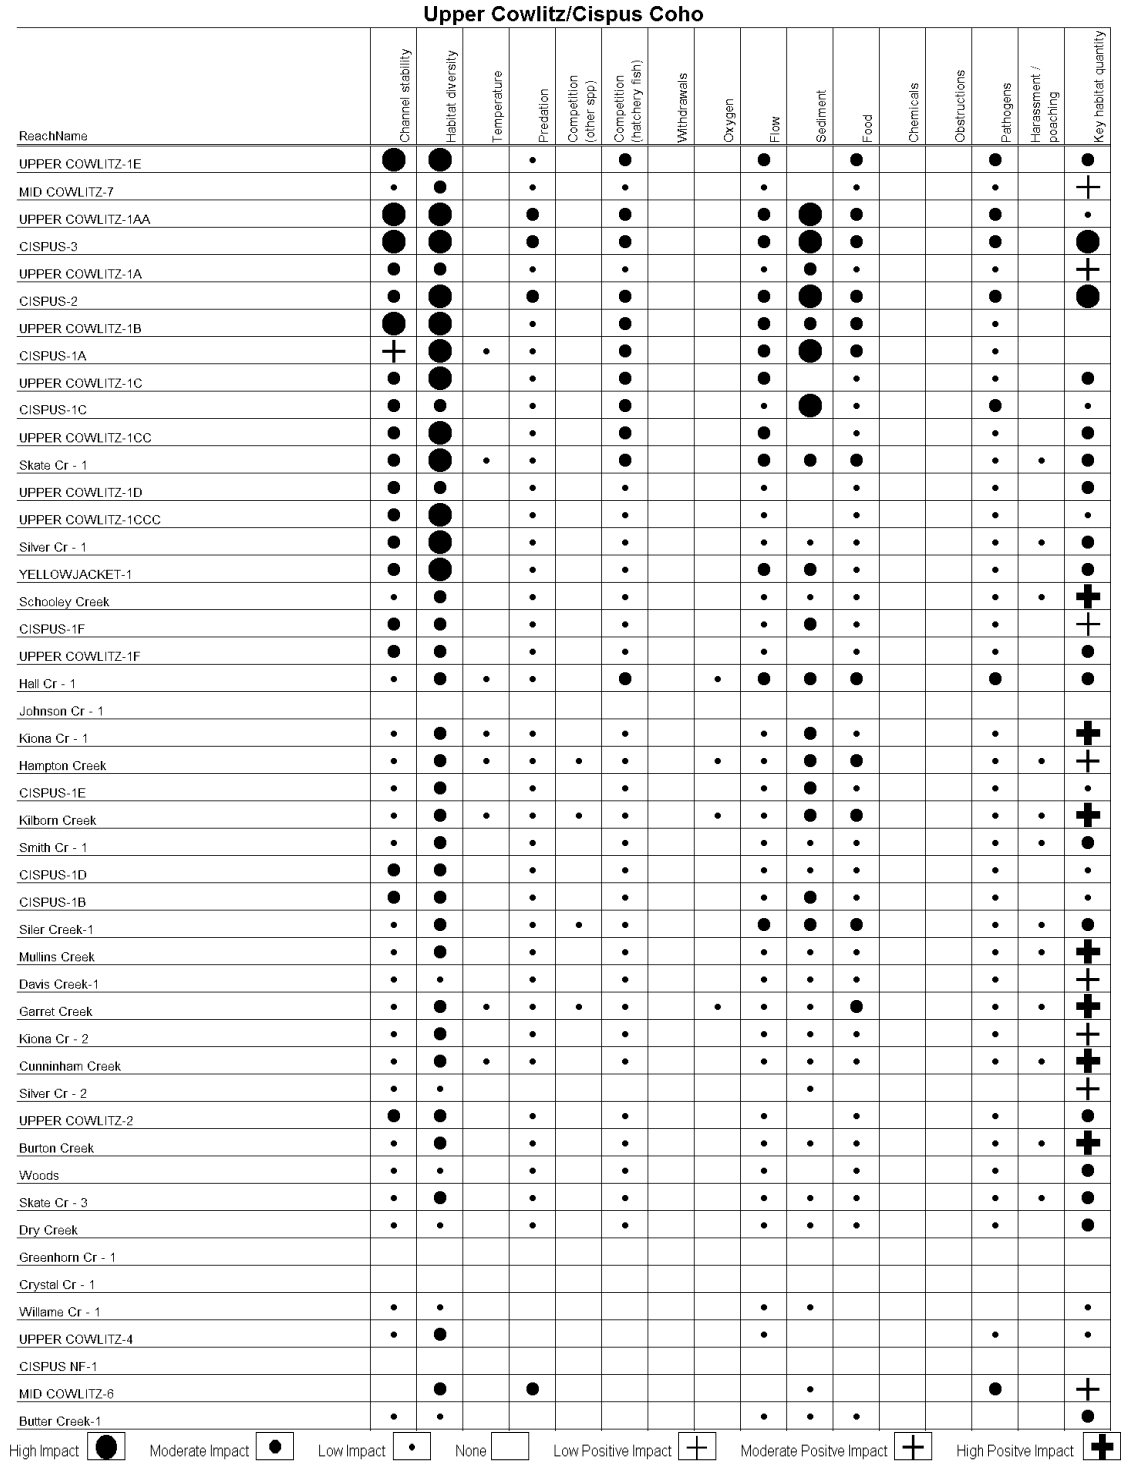 Upper Cowlitz/Cispus Coho
ReachName
Channel stability
Habitat diversity
Temperature
Predation
Competition
(other spp)
Competition
(hatchery fish)
Withdrawals
Oxygen
Flow
Sediment
Food
Chemicals
Obstructions
Pathogens
Harassment /
poaching
Key habitat quantity
UPPER COWLITZ-1E
MID COWLITZ-7
UPPER COWLITZ-1AA
CISPUS-3
UPPER COWLITZ-1A
CISPUS-2
UPPER COWLITZ-1B
CISPUS-1A
UPPER COWLITZ-1C
CISPUS-1C
UPPER COWLITZ-1CC
Skate Cr - 1
UPPER COWLITZ-1D
UPPER COWLITZ-1CCC
Silver Cr - 1
YELLOWJACKET-1
Schooley Creek
CISPUS-1F
UPPER COWLITZ-1F
Hall Cr - 1
Johnson Cr - 1
Kiona Cr - 1
Hampton Creek
CISPUS-1E
Kilborn Creek
Smith Cr - 1
CISPUS-1D
CISPUS-1B
Siler Creek-1
Mullins Creek
Davis Creek-1
Garret Creek
Kiona Cr - 2
Cunninham Creek
Silver Cr - 2
UPPER COWLITZ-2
Burton Creek
Woods
Skate Cr - 3
Dry Creek
Greenhorn Cr - 1
Crystal Cr - 1
Willame Cr - 1
UPPER COWLITZ-4
CISPUS NF-1
MID COWLITZ-6
Butter Creek-1
High Impact Moderate Impact Low Impact None Low Positive Impact Moderate Positve Impact High Positve Impact